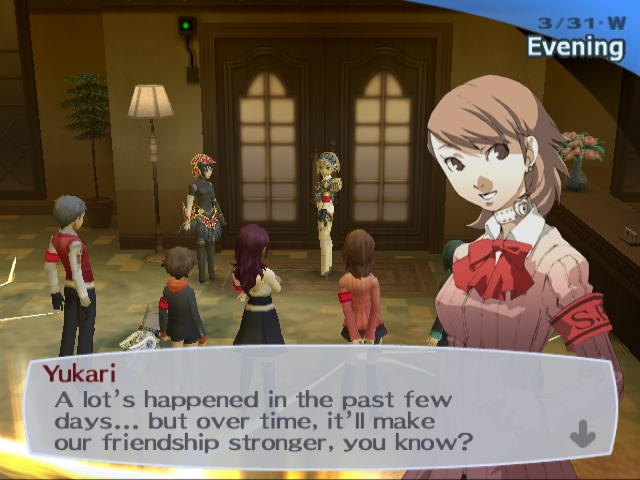 3/31・W
Evening
S.
Yukari
A lot's happened in the past few
days... but over time, it'll make
our friendship stronger, you know?